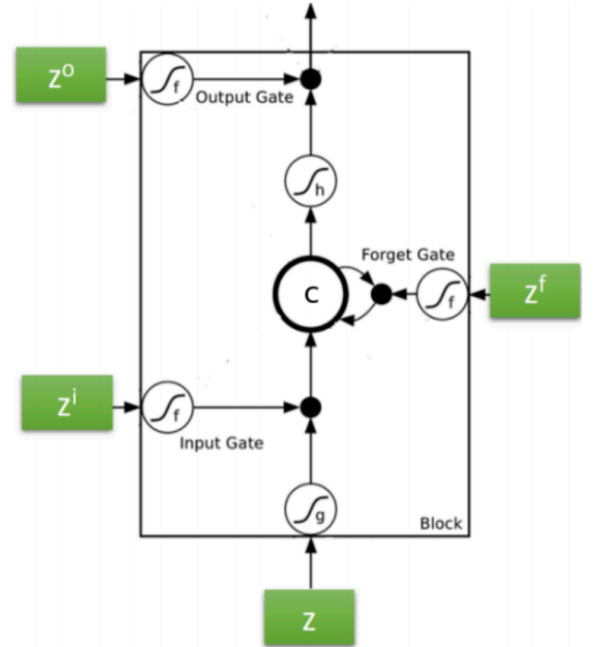 zᵒ
f
Output Gate
h
Forget Gate
c
f
zᶠ
zⁱ
f
Input Gate
g
Block
z